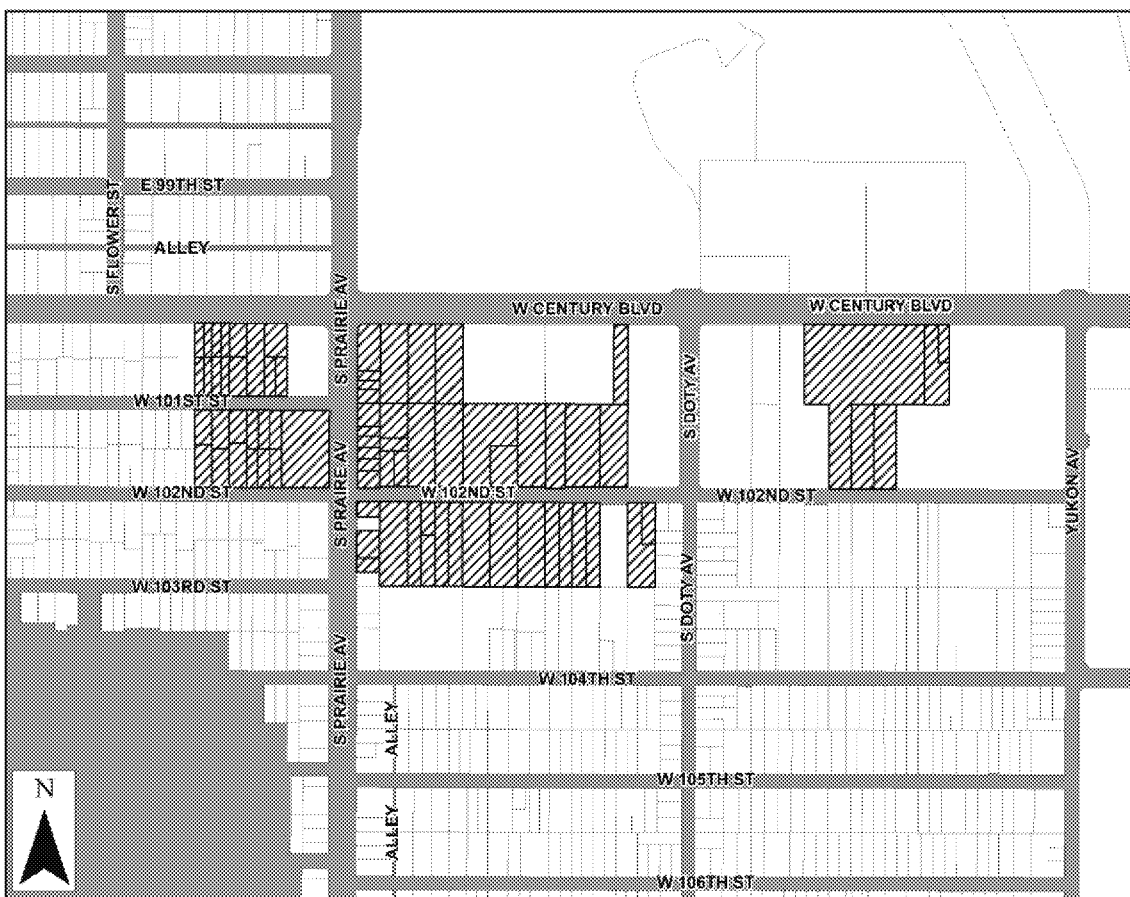 E 99TH ST
S FLOWER ST
ALLEY
S PRAIRIE AV
W CENTURY BLVD
W CENTURY BLVD
S DOTY AV
W 101ST ST
S PRAIRIE AV
W 102ND ST
W 102ND ST
W 102ND ST
YUKON AV
W 103RD ST
S DOTY AV
S PRAIRIE AV
W 104TH ST
ALLEY
W 105TH ST
N
ALLEY
W 106TH ST